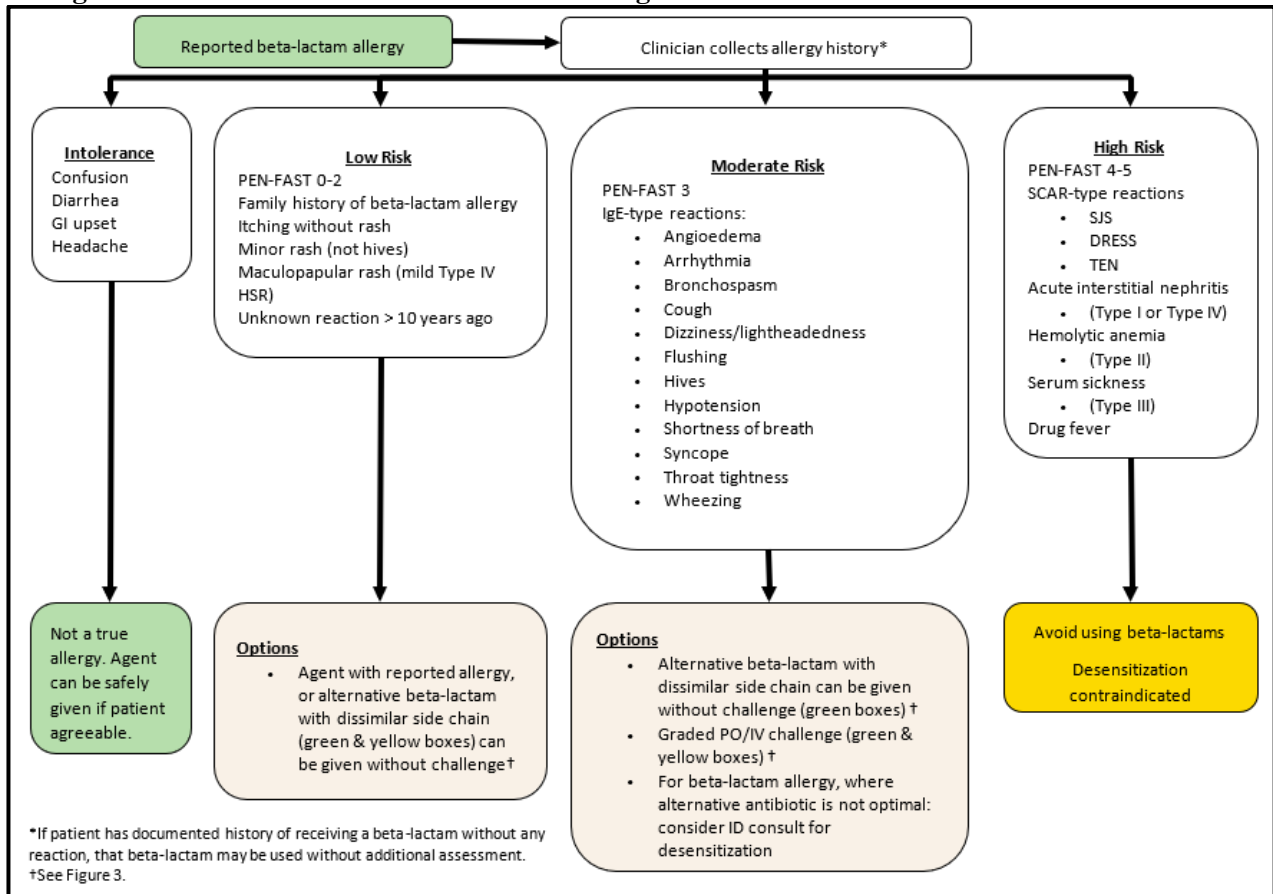 Reported beta-lactam allergy
Clinician collects allergy history*
Intolerance
Confusion
Diarrhea
GI upset
Headache
Low Risk
PEN-FAST 0-2
Family history of beta-lactam allergy
Itching without rash
Minor rash (not hives)
Maculopapular rash (mild Type IV
HSR)
Unknown reaction > 10 years ago
Moderate Risk
PEN-FAST 3
IgE-type reactions:
• Angioedema
• Arrhythmia
• Bronchospasm
• Cough
• Dizziness/lightheadedness
• Flushing
• Hives
• Hypotension
• Shortness of breath
• Syncope
• Throat tightness
• Wheezing
High Risk
PEN-FAST 4-5
SCAR-type reactions
• SJS
• DRESS
• TEN
Acute interstitial nephritis
• (Type I or Type IV)
Hemolytic anemia
• (Type II)
Serum sickness
• (Type III)
Drug fever
Not a true
allergy. Agent
can be safely
given if patient
agreeable.
Options
• Agent with reported allergy,
or alternative beta-lactam
with dissimilar side chain
(green & yellow boxes) can
be given without challenge†
Options
• Alternative beta-lactam with
dissimilar side chain can be given
without challenge (green boxes) †
• Graded PO/IV challenge (green &
yellow boxes) †
• For beta-lactam allergy, where
alternative antibiotic is not optimal:
consider ID consult for
desensitization
Avoid using beta-lactams
Desensitization
contraindicated
*If patient has documented history of receiving a beta-lactam without any
reaction, that beta-lactam may be used without additional assessment.
†See Figure 3.